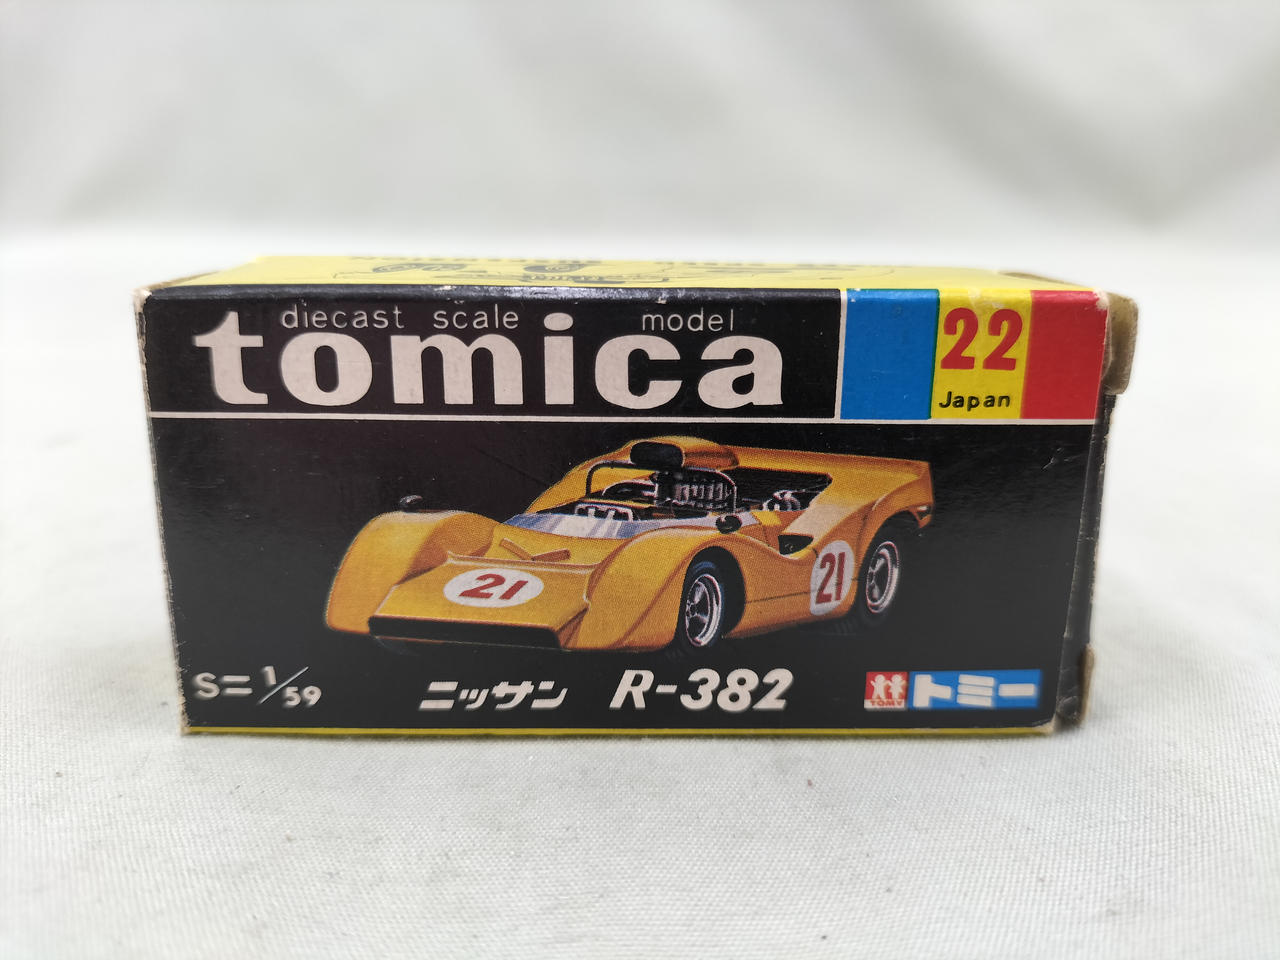 diecast scale model
tomica
22
Japan
21
21
S=1/59
ニッサン R-382
TOMY
トミー